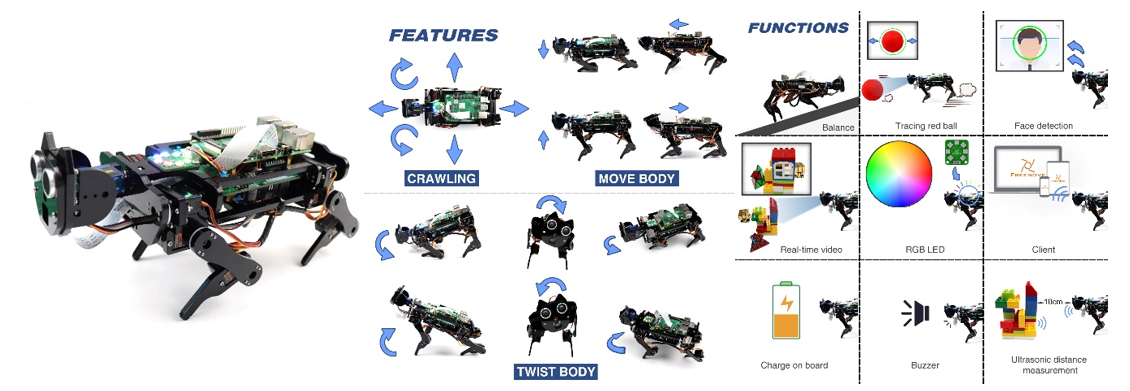 FEATURES
CRAWLING
MOVE BODY
TWIST BODY
FUNCTIONS
Balance
Tracing red ball
Face detection
Real-time video
RGB LED
Client
Charge on board
Buzzer
10cm
Ultrasonic distance
measurement